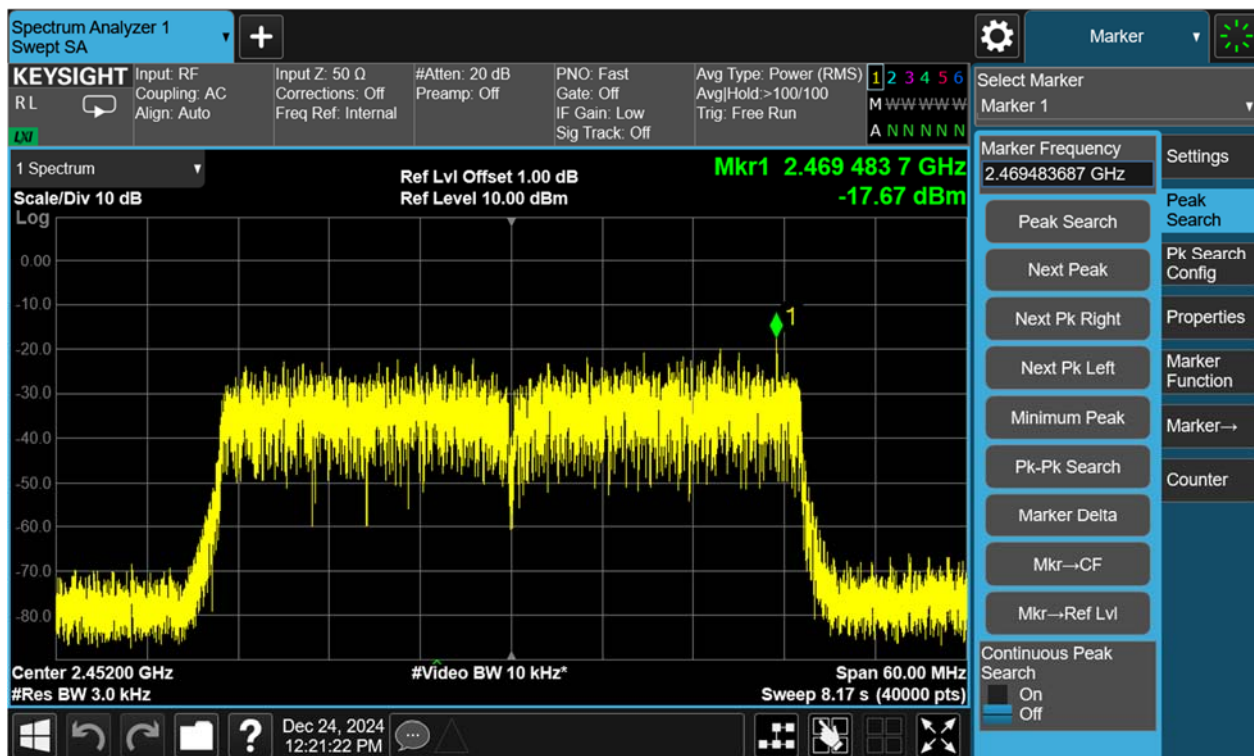 Spectrum Analyzer 1
Swept SA
+
Marker
KEYSIGHT
R L
LXI
Input: RF
Coupling: AC
Align: Auto
Input Z: 50 Ω
Corrections: Off
Freq Ref: Internal
#Atten: 20 dB
Preamp: Off
PNO: Fast
Gate: Off
IF Gain: Low
Sig Track: Off
Avg Type: Power (RMS)
Avg|Hold:>100/100
Trig: Free Run
1 2 3 4 5 6
M W W W W W
A N N N N N
Select Marker
Marker 1
1 Spectrum
Scale/Div 10 dB
Ref Lvl Offset 1.00 dB
Ref Level 10.00 dBm
Mkr1 2.469 483 7 GHz
-17.67 dBm
Log
0.00
-10.0
-20.0
-30.0
-40.0
-50.0
-60.0
-70.0
-80.0
1
Center 2.45200 GHz
#Res BW 3.0 kHz
#Video BW 10 kHz*
Span 60.00 MHz
Sweep 8.17 s (40000 pts)
Marker Frequency
2.469483687 GHz
Peak Search
Next Peak
Next Pk Right
Next Pk Left
Minimum Peak
Pk-Pk Search
Marker Delta
Mkr→CF
Mkr→Ref Lvl
Continuous Peak
Search
On
Off
Settings
Peak
Search
Pk Search
Config
Properties
Marker
Function
Marker→
Counter
?
Dec 24, 2024
12:21:22 PM